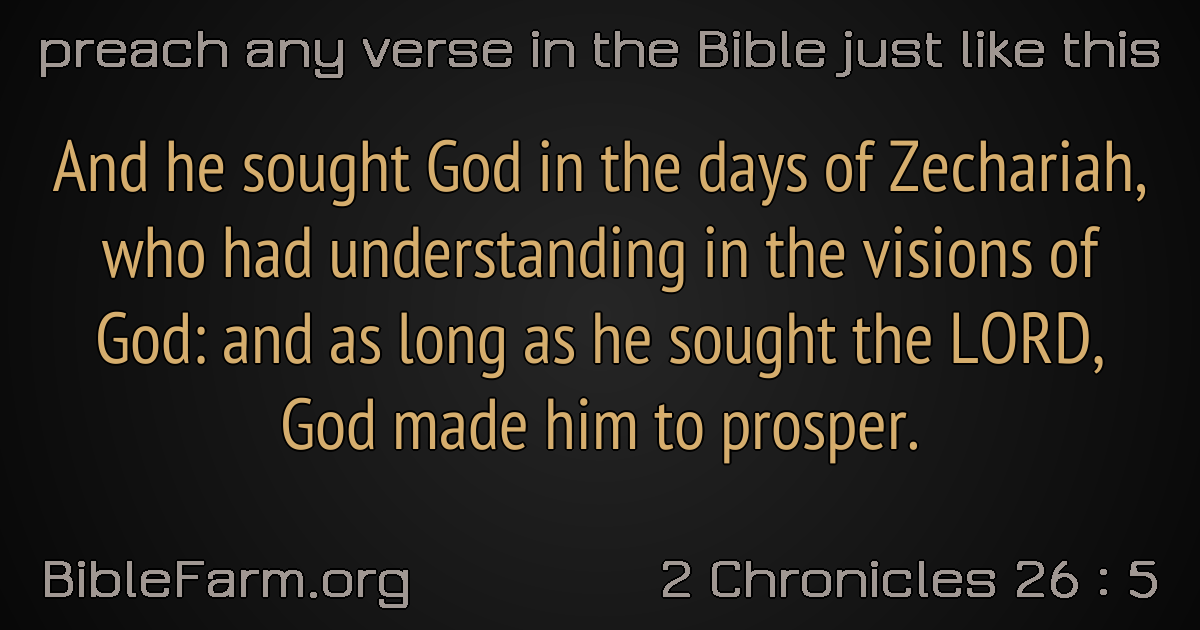 preach any verse in the Bible just like this
And he sought God in the days of Zechariah,
who had understanding in the visions of
God: and as long as he sought the LORD,
God made him to prosper.
BibleFarm.org
2 Chronicles 26 : 5